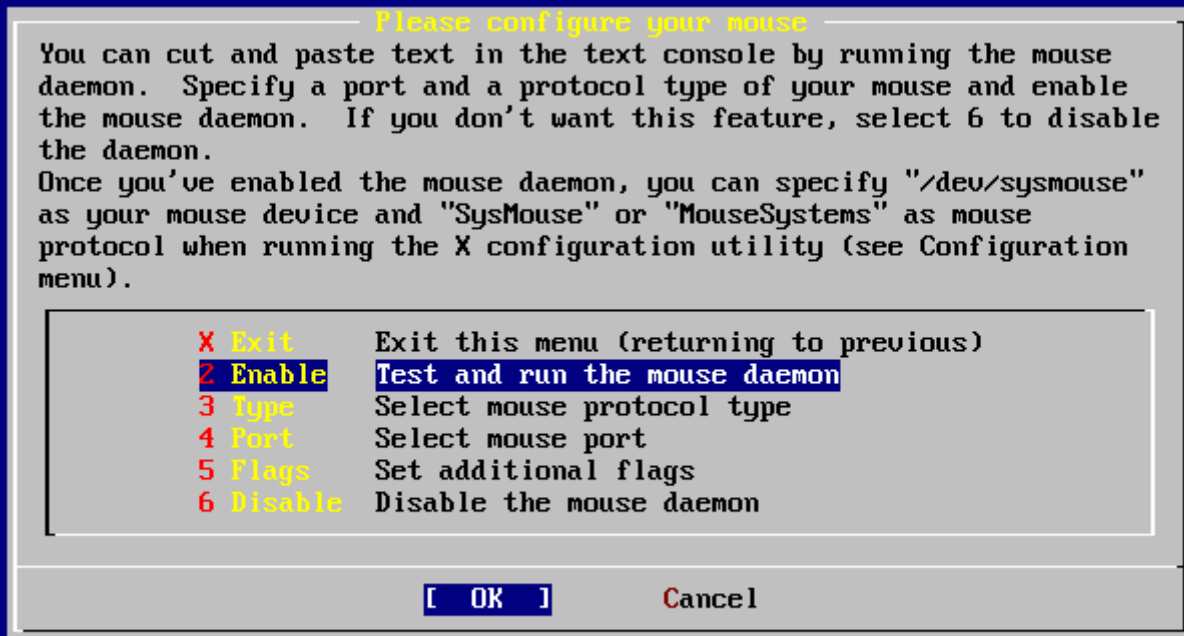 Please configure your mouse
You can cut and paste text in the text console by running the mouse
daemon.  Specify a port and a protocol type of your mouse and enable
the mouse daemon.  If you don't want this feature, select 6 to disable
the daemon.
Once you've enabled the mouse daemon, you can specify "/dev/sysmouse"
as your mouse device and "SysMouse" or "MouseSystems" as mouse
protocol when running the X configuration utility (see Configuration
menu).
X Exit     Exit this menu (returning to previous)
2 Enable   Test and run the mouse daemon
3 Type     Select mouse protocol type
4 Port     Select mouse port
5 Flags    Set additional flags
6 Disable  Disable the mouse daemon
[  OK  ]       Cancel